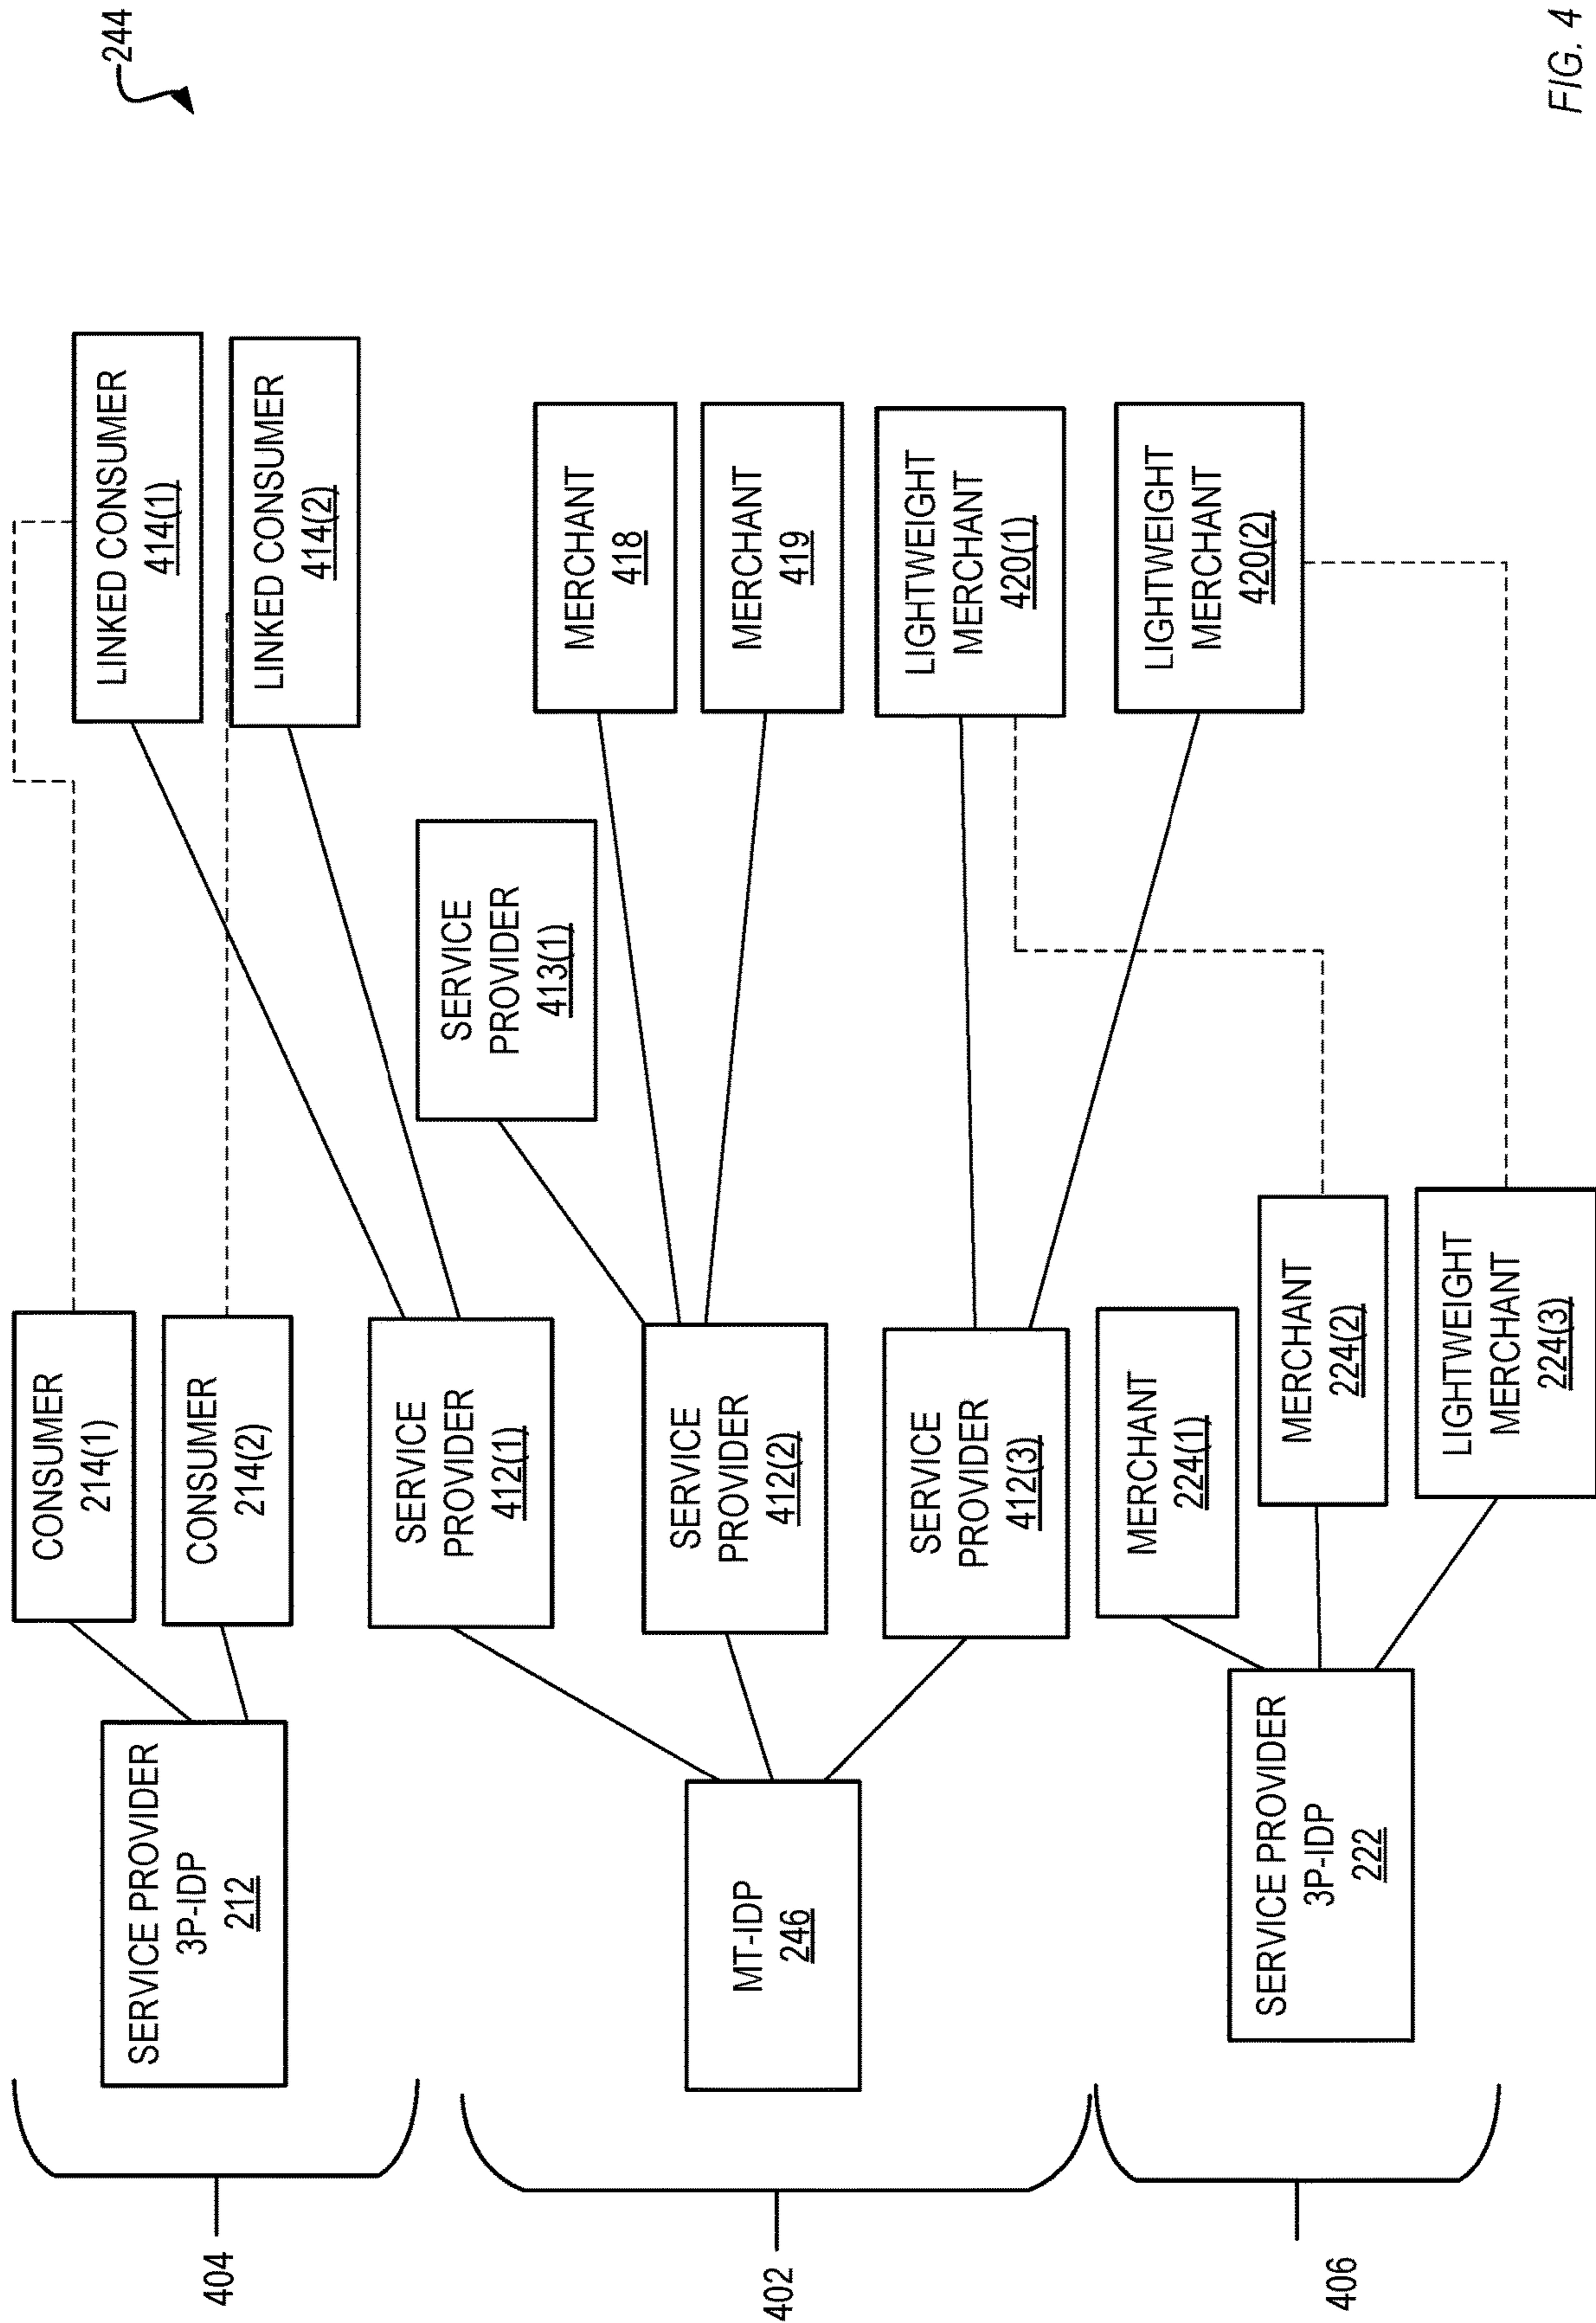 244
404
SERVICE PROVIDER
3P-IDP
212
CONSUMER
214(1)
CONSUMER
214(2)
LINKED CONSUMER
414(1)
LINKED CONSUMER
414(2)
402
MT-IDP
246
SERVICE
PROVIDER
412(1)
SERVICE
PROVIDER
412(2)
SERVICE
PROVIDER
412(3)
SERVICE
PROVIDER
413(1)
MERCHANT
418
MERCHANT
419
LIGHTWEIGHT
MERCHANT
420(1)
LIGHTWEIGHT
MERCHANT
420(2)
406
SERVICE PROVIDER
3P-IDP
222
MERCHANT
224(1)
MERCHANT
224(2)
LIGHTWEIGHT
MERCHANT
224(3)
FIG. 4